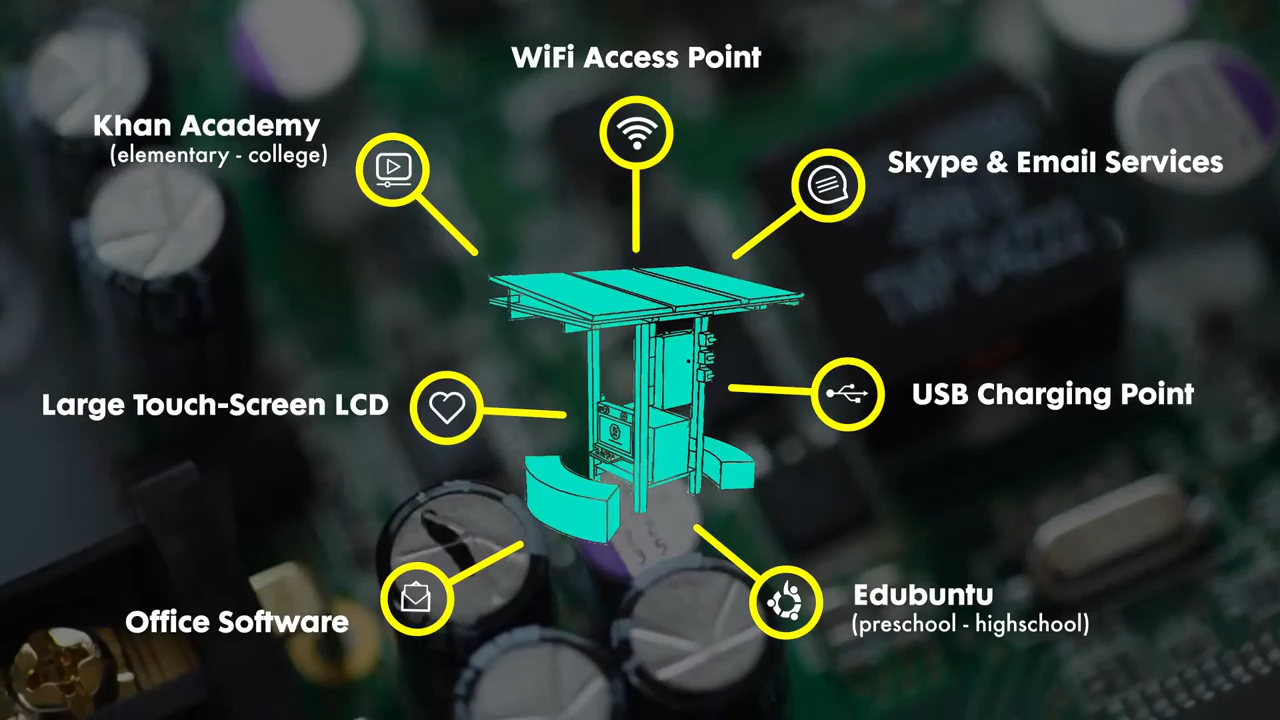 WiFi Access Point
Khan Academy
(elementary - college)
Skype & Email Services
Large Touch-Screen LCD
USB Charging Point
Office Software
Edubuntu
(preschool - highschool)